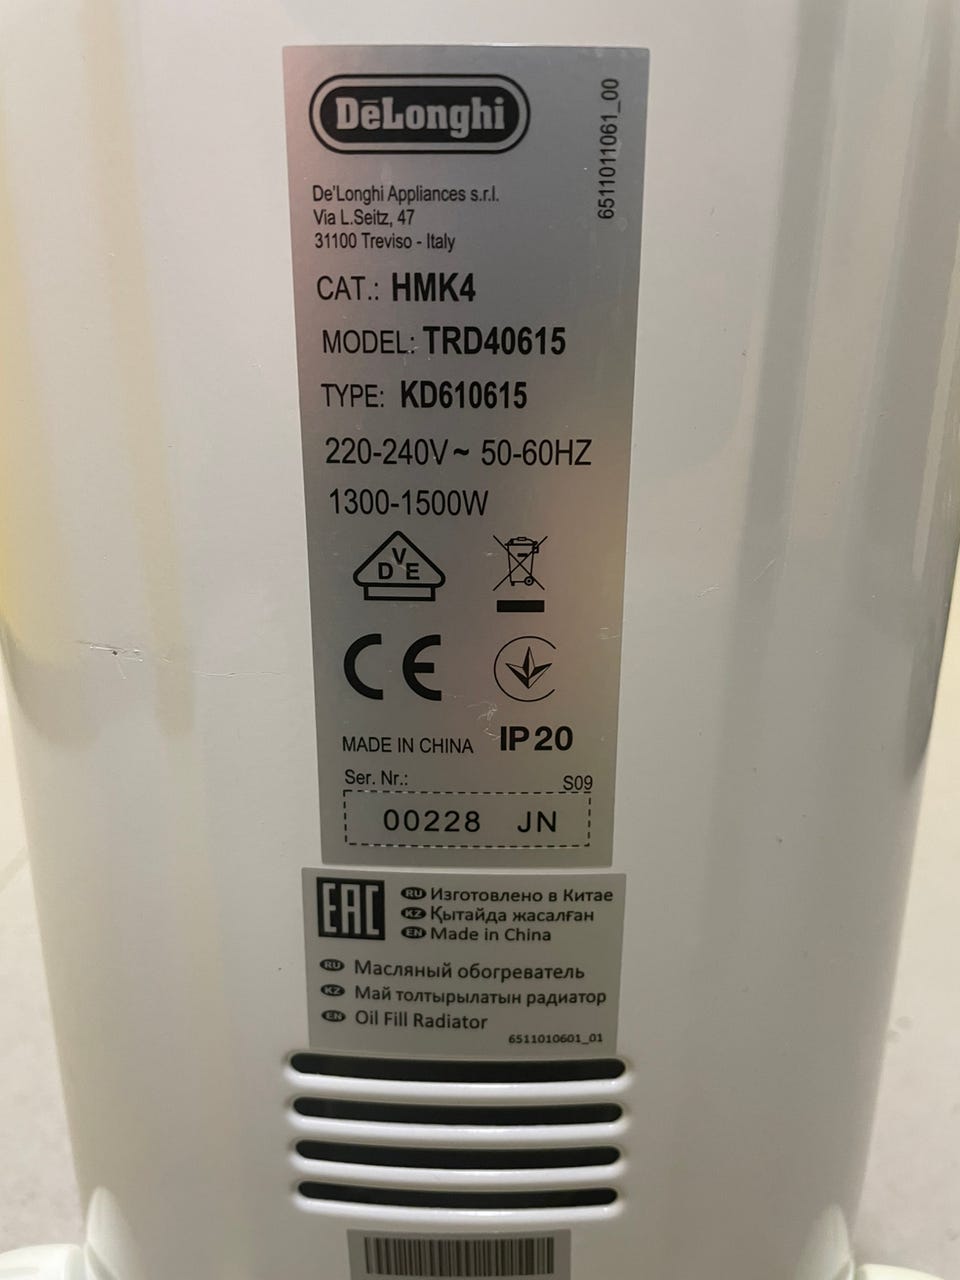 DēLonghi
6511011061_00
De'Longhi Appliances s.r.l.
Via L.Seitz, 47
31100 Treviso - Italy
CAT.: HMK4
MODEL: TRD40615
TYPE: KD610615
220-240V~ 50-60HZ
1300-1500W
DVE
CE
MADE IN CHINA IP20
Ser. Nr.: S09
00228 JN
EAC
RU Изготовлено в Китае
KZ Қытайда жасалған
EN Made in China
RU Масляный обогреватель
KZ Май толтырылатын радиатор
EN Oil Fill Radiator
6511010601_01